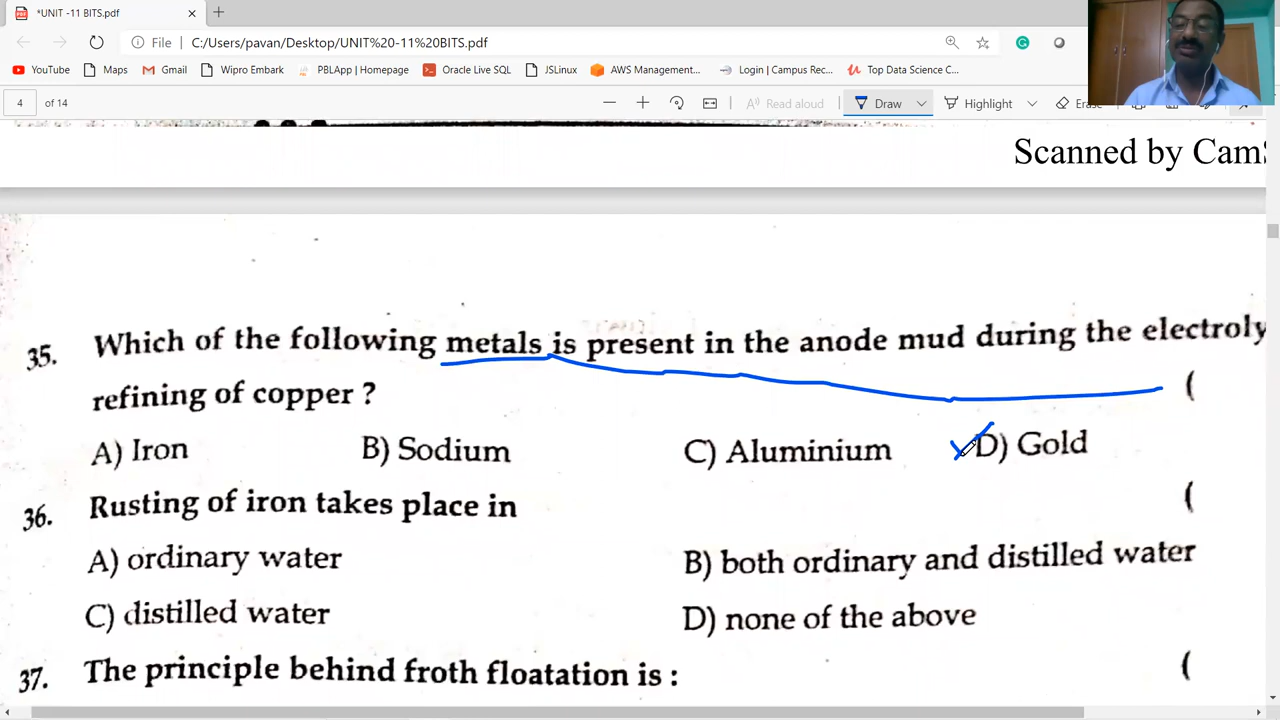 *UNIT -11 BITS.pdf
File C:/Users/pavan/Desktop/UNIT%20-11%20BITS.pdf
YouTube Maps Gmail Wipro Embark PBLApp | Homepage Oracle Live SQL JSLinux AWS Management... Login | Campus Rec... Top Data Science C...
4 of 14 Read aloud Draw Highlight Erase
Scanned by CamS
35. Which of the following metals is present in the anode mud during the electroly
refining of copper ? (
A) Iron B) Sodium C) Aluminium D) Gold
36. Rusting of iron takes place in (
A) ordinary water B) both ordinary and distilled water
C) distilled water D) none of the above
37. The principle behind froth floatation is : (